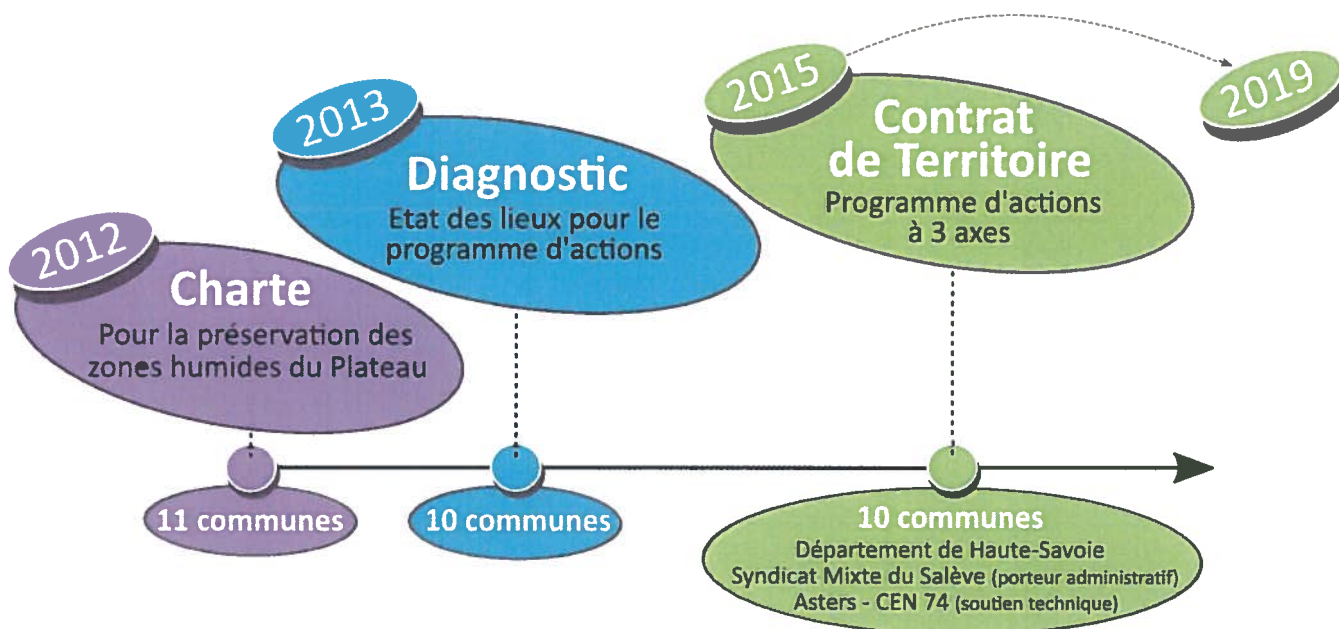 2012
Charte
Pour la préservation des
zones humides du Plateau
11 communes
2013
Diagnostic
Etat des lieux pour le
programme d'actions
10 communes
2015
2019
Contrat
de Territoire
Programme d'actions
à 3 axes
10 communes
Département de Haute-Savoie
Syndicat Mixte du Salève (porteur administratif)
Asters - CEN 74 (soutien technique)